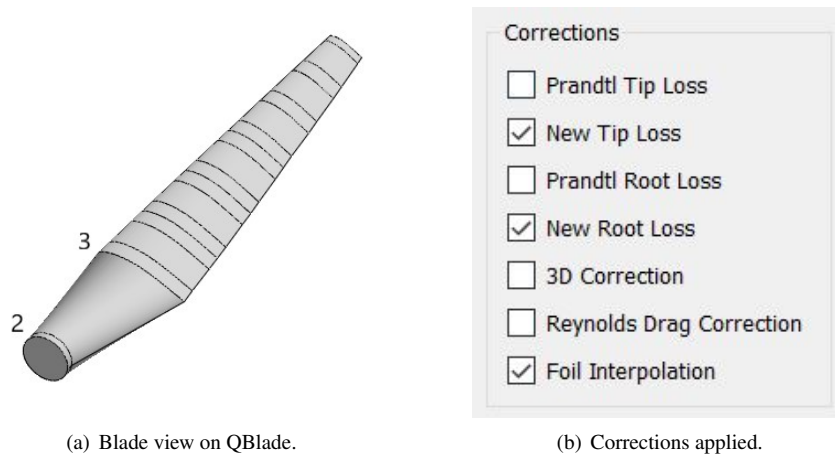 3
2
Corrections
Prandtl Tip Loss
New Tip Loss
Prandtl Root Loss
New Root Loss
3D Correction
Reynolds Drag Correction
Foil Interpolation
(a) Blade view on QBlade.
(b) Corrections applied.